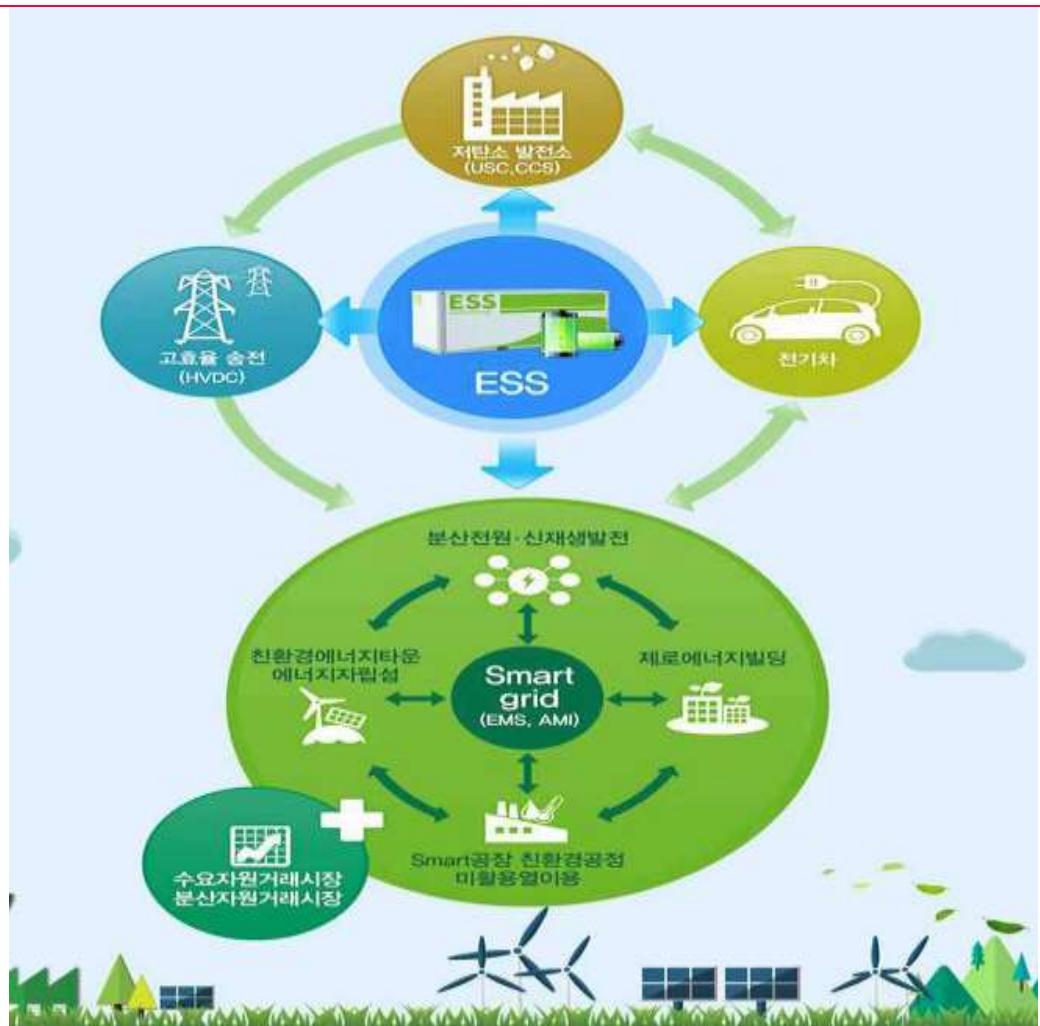 저탄소 발전소
(USC,CCS)
고효율 송전
(HVDC)
ESS
ESS
전기차
분산전원·신재생발전
친환경에너지타운
에너지자립섬
Smart
grid
(EMS, AMI)
제로에너지빌딩
Smart공장 친환경공정
미활용열이용
수요자원거래시장
분산자원거래시장